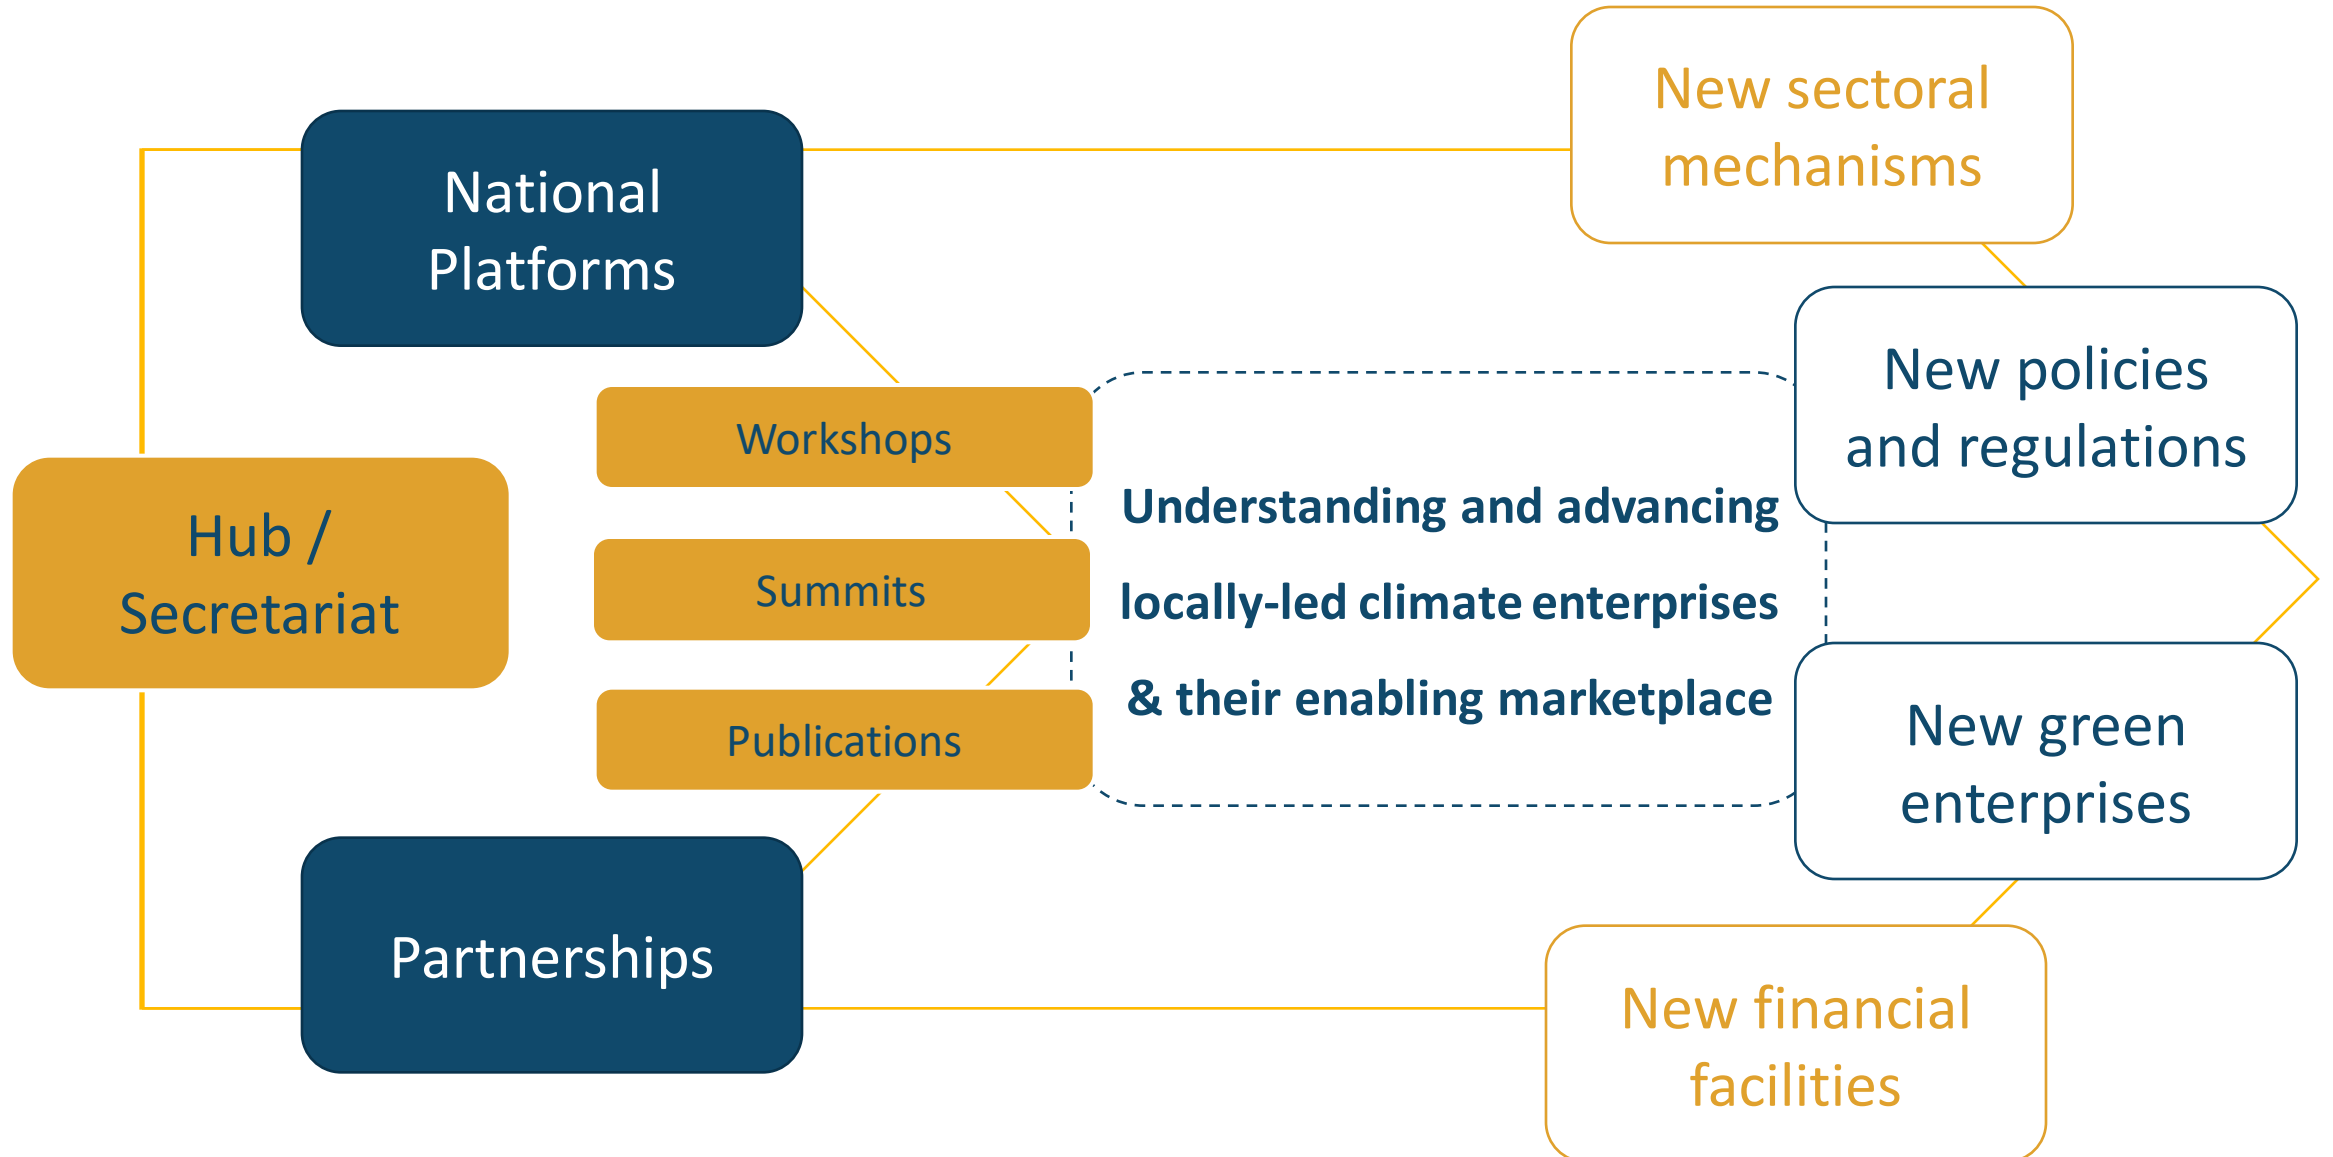 New sectoral
mechanisms
National
Platforms
New policies
and regulations
Workshops
Hub /
Secretariat
Understanding and advancing
locally-led climate enterprises
& their enabling marketplace
Summits
Publications
New green
enterprises
Partnerships
New financial
facilities